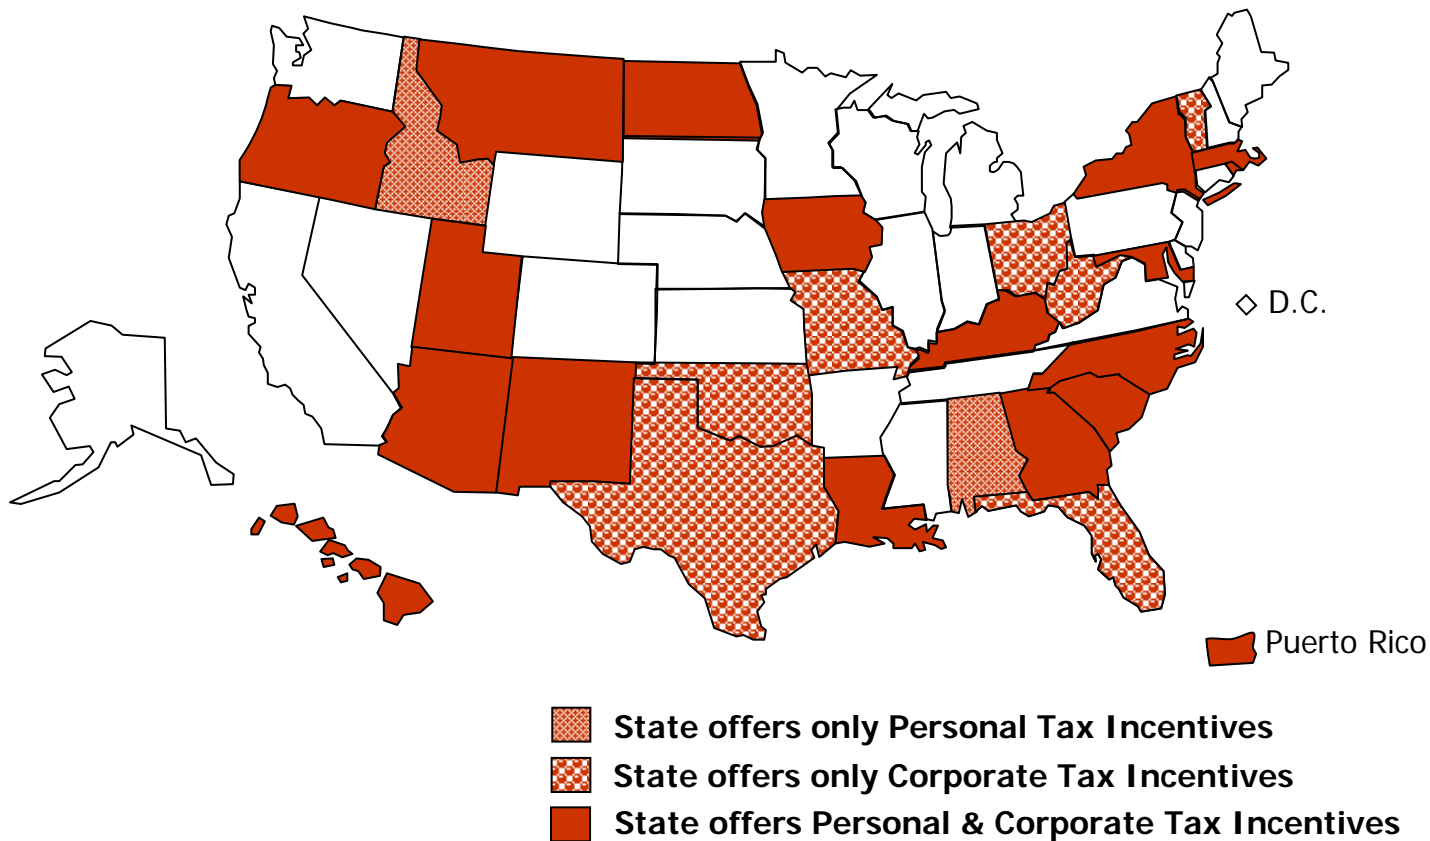 D.C.
Puerto Rico
State offers only Personal Tax Incentives
State offers only Corporate Tax Incentives
State offers Personal & Corporate Tax Incentives